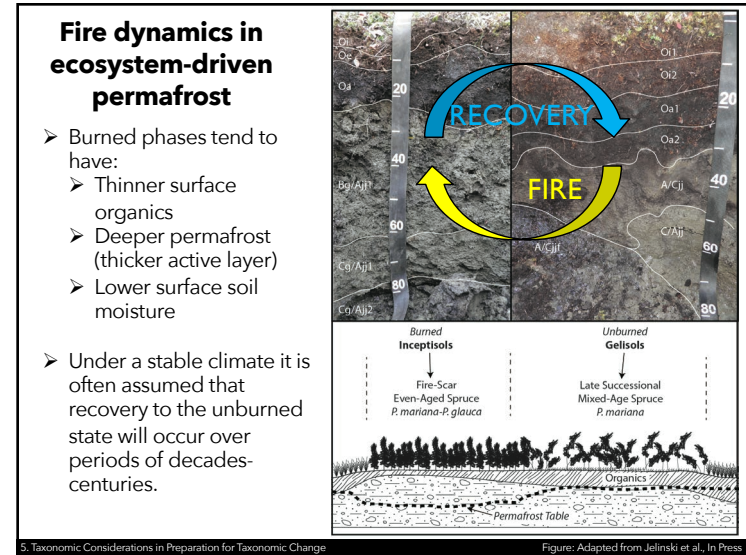 Fire dynamics in
ecosystem-driven
permafrost
➢ Burned phases tend to
have:
➢ Thinner surface
organics
➢ Deeper permafrost
(thicker active layer)
➢ Lower surface soil
moisture
➢ Under a stable climate it is
often assumed that
recovery to the unburned
state will occur over
periods of decades-
centuries.
Oi
Oe
Oa
20
40
Bg/Ajj1
60
Cg/Ajj1
80
Cg/Ajj2
RECOVERY
FIRE
Oi1
Oi2
20
Oa1
Oa2
A/Cjj
40
C/Ajj
A/Cjjf
60
80
Burned
Inceptisols
Unburned
Gelisols
Fire-Scar
Even-Aged Spruce
P. mariana-P. glauca
Late Successional
Mixed-Age Spruce
P. mariana
Organics
Permafrost Table
5. Taxonomic Considerations in Preparation for Taxonomic Change
Figure: Adapted from Jelinski et al., In Press